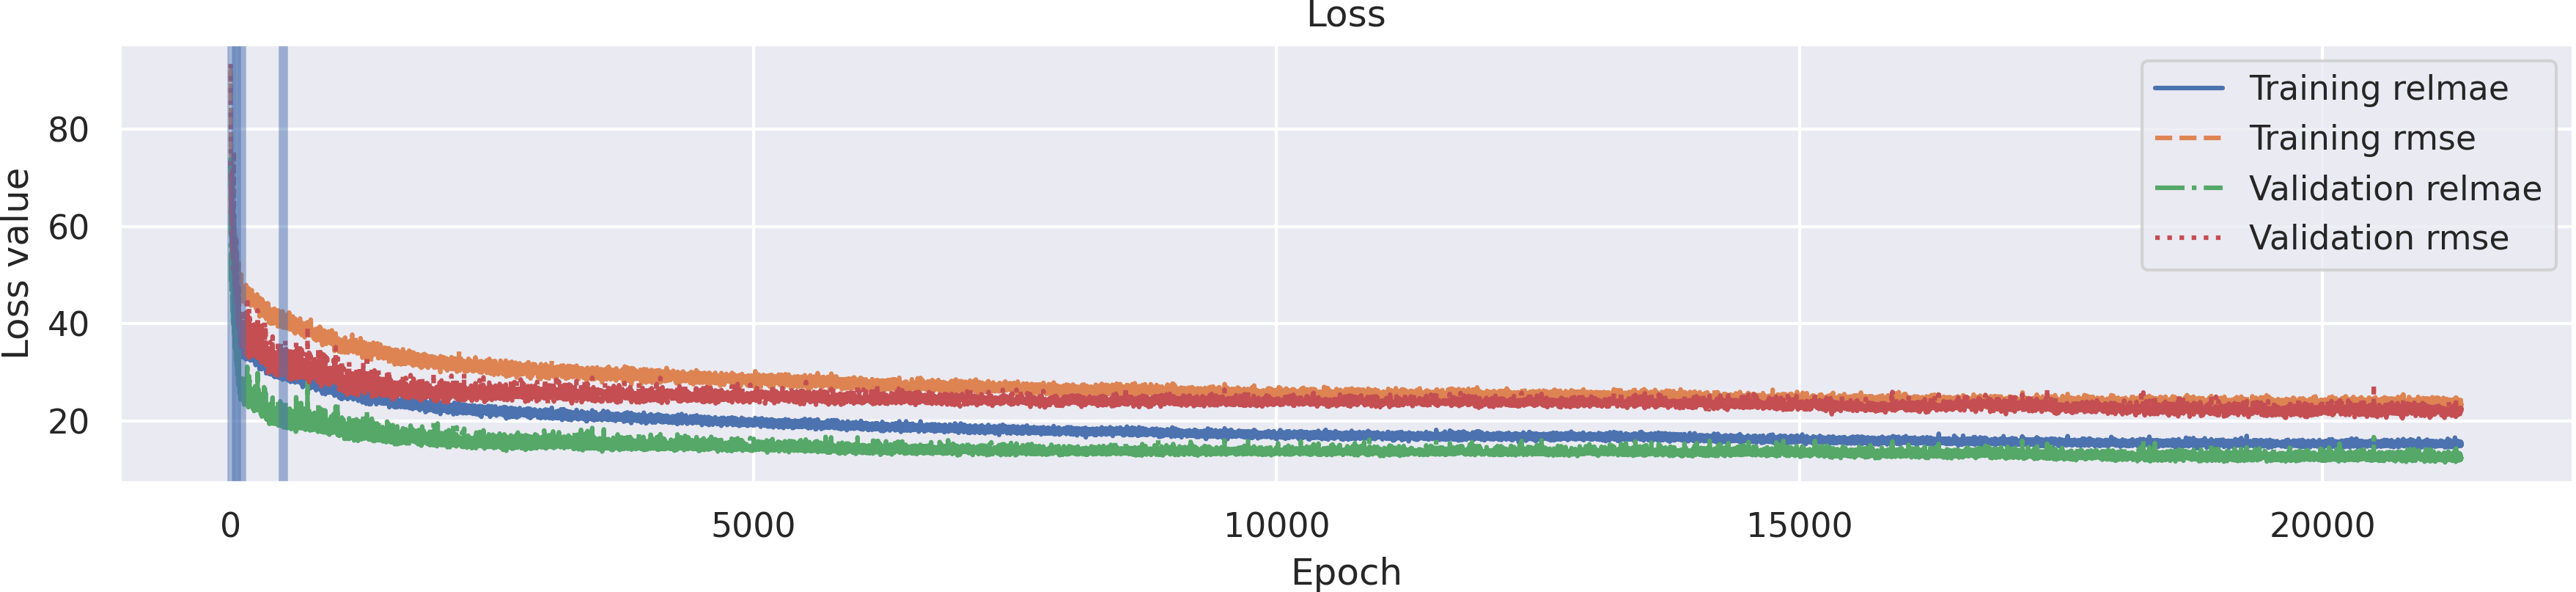 Loss
Loss value
80
60
40
20
Training relmae
Training rmse
Validation relmae
Validation rmse
0 5000 10000 15000 20000
Epoch